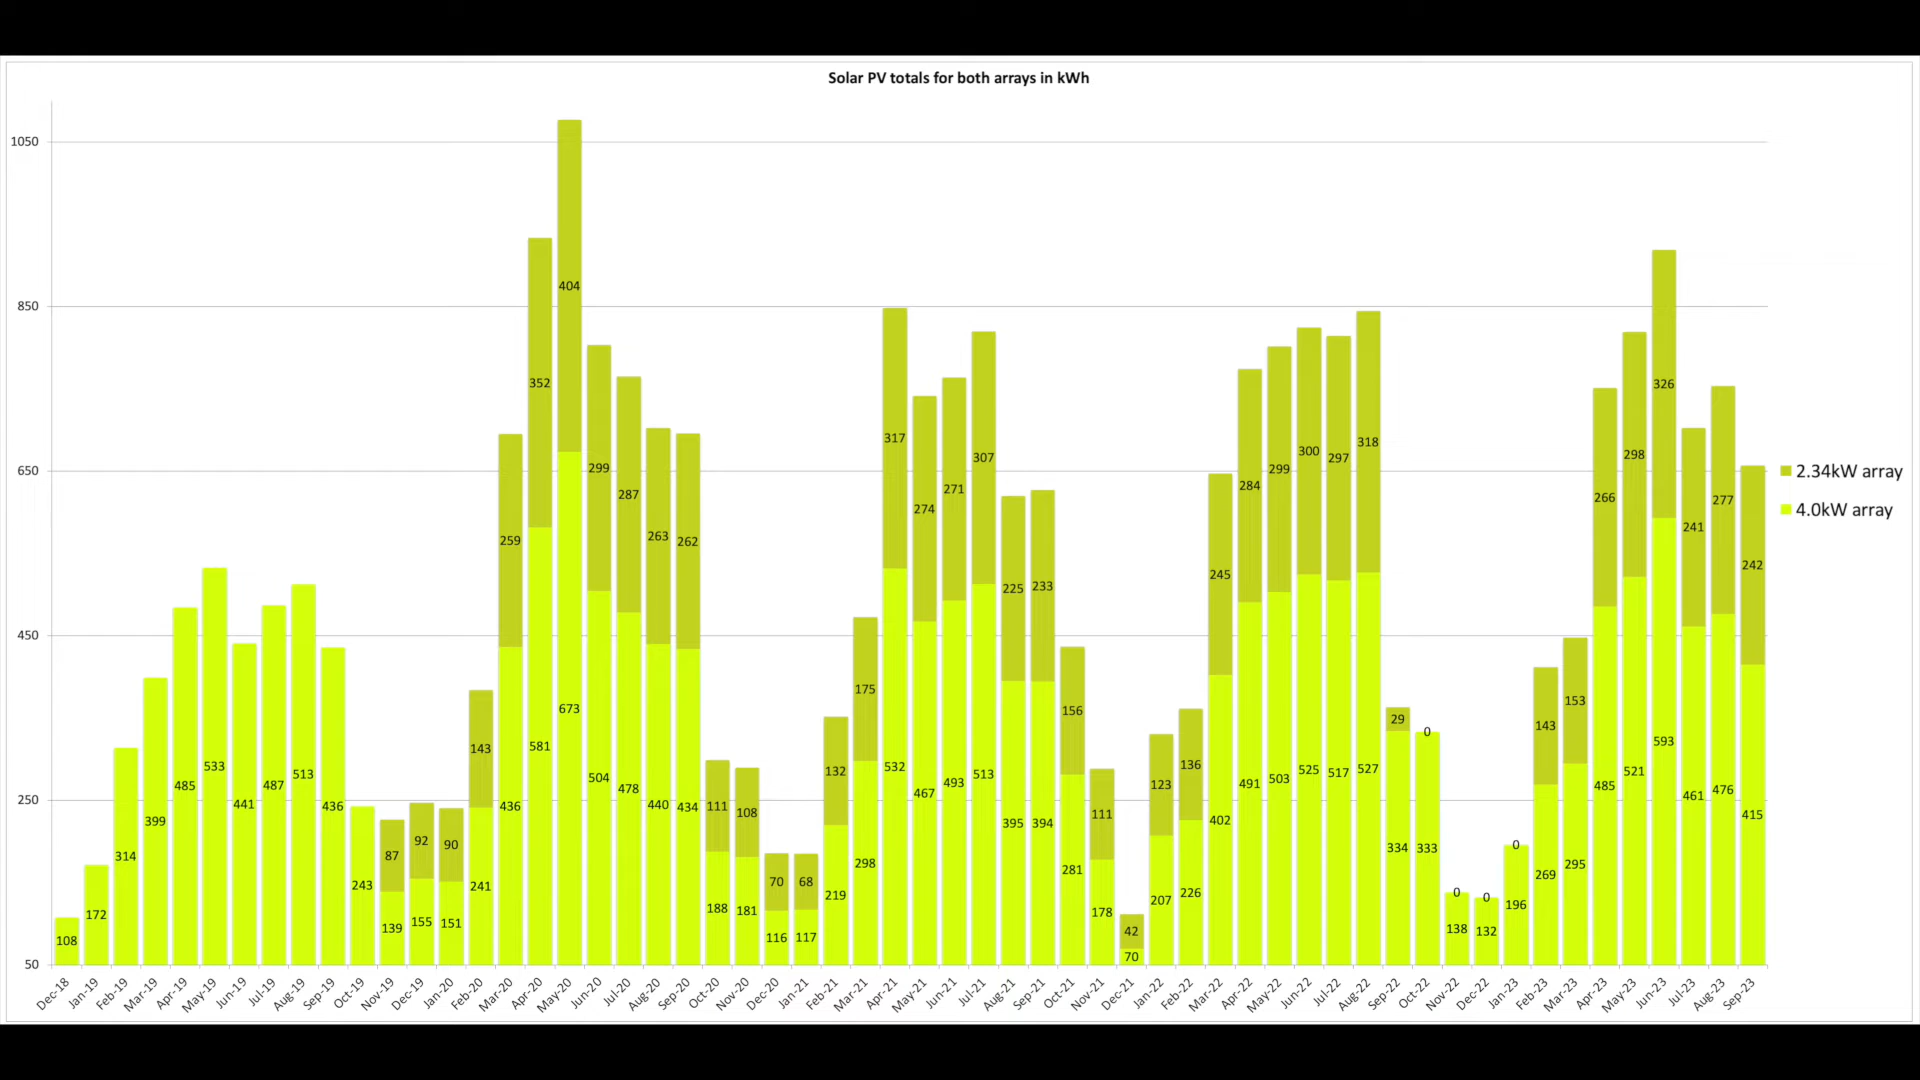 Solar PV totals for both arrays in kWh
1050
850
650
450
250
50
404
352
299
287
259
263
262
143
87
92
90
111
108
70
68
132
175
317
274
271
307
225
233
156
111
42
123
136
245
284
299
300
297
318
29
0
0
0
0
143
153
266
298
326
241
277
242
108
172
314
399
485
533
441
487
513
436
243
139
155
151
241
436
581
673
504
478
440
434
188
181
116
117
219
298
532
467
493
513
395
394
281
178
70
207
226
402
491
503
525
517
527
334
333
138
132
196
269
295
485
521
593
461
476
415
Dec-18
Jan-19
Feb-19
Mar-19
Apr-19
May-19
Jun-19
Jul-19
Aug-19
Sep-19
Oct-19
Nov-19
Dec-19
Jan-20
Feb-20
Mar-20
Apr-20
May-20
Jun-20
Jul-20
Aug-20
Sep-20
Oct-20
Nov-20
Dec-20
Jan-21
Feb-21
Mar-21
Apr-21
May-21
Jun-21
Jul-21
Aug-21
Sep-21
Oct-21
Nov-21
Dec-21
Jan-22
Feb-22
Mar-22
Apr-22
May-22
Jun-22
Jul-22
Aug-22
Sep-22
Oct-22
Nov-22
Dec-22
Jan-23
Feb-23
Mar-23
Apr-23
May-23
Jun-23
Jul-23
Aug-23
Sep-23
2.34kW array
4.0kW array